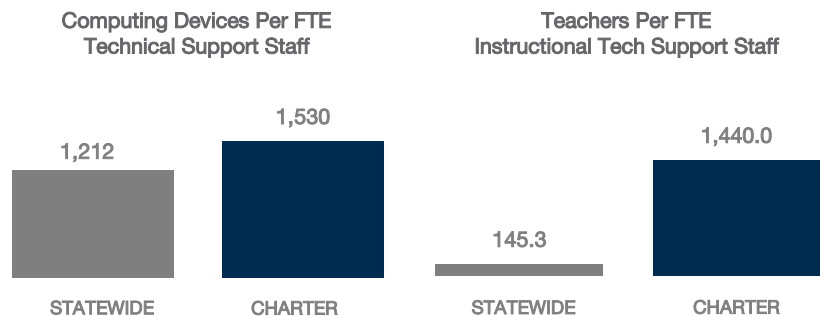 Computing Devices Per FTE
Technical Support Staff
1,212
1,530
STATEWIDE
CHARTER
Teachers Per FTE
Instructional Tech Support Staff
145.3
1,440.0
STATEWIDE
CHARTER